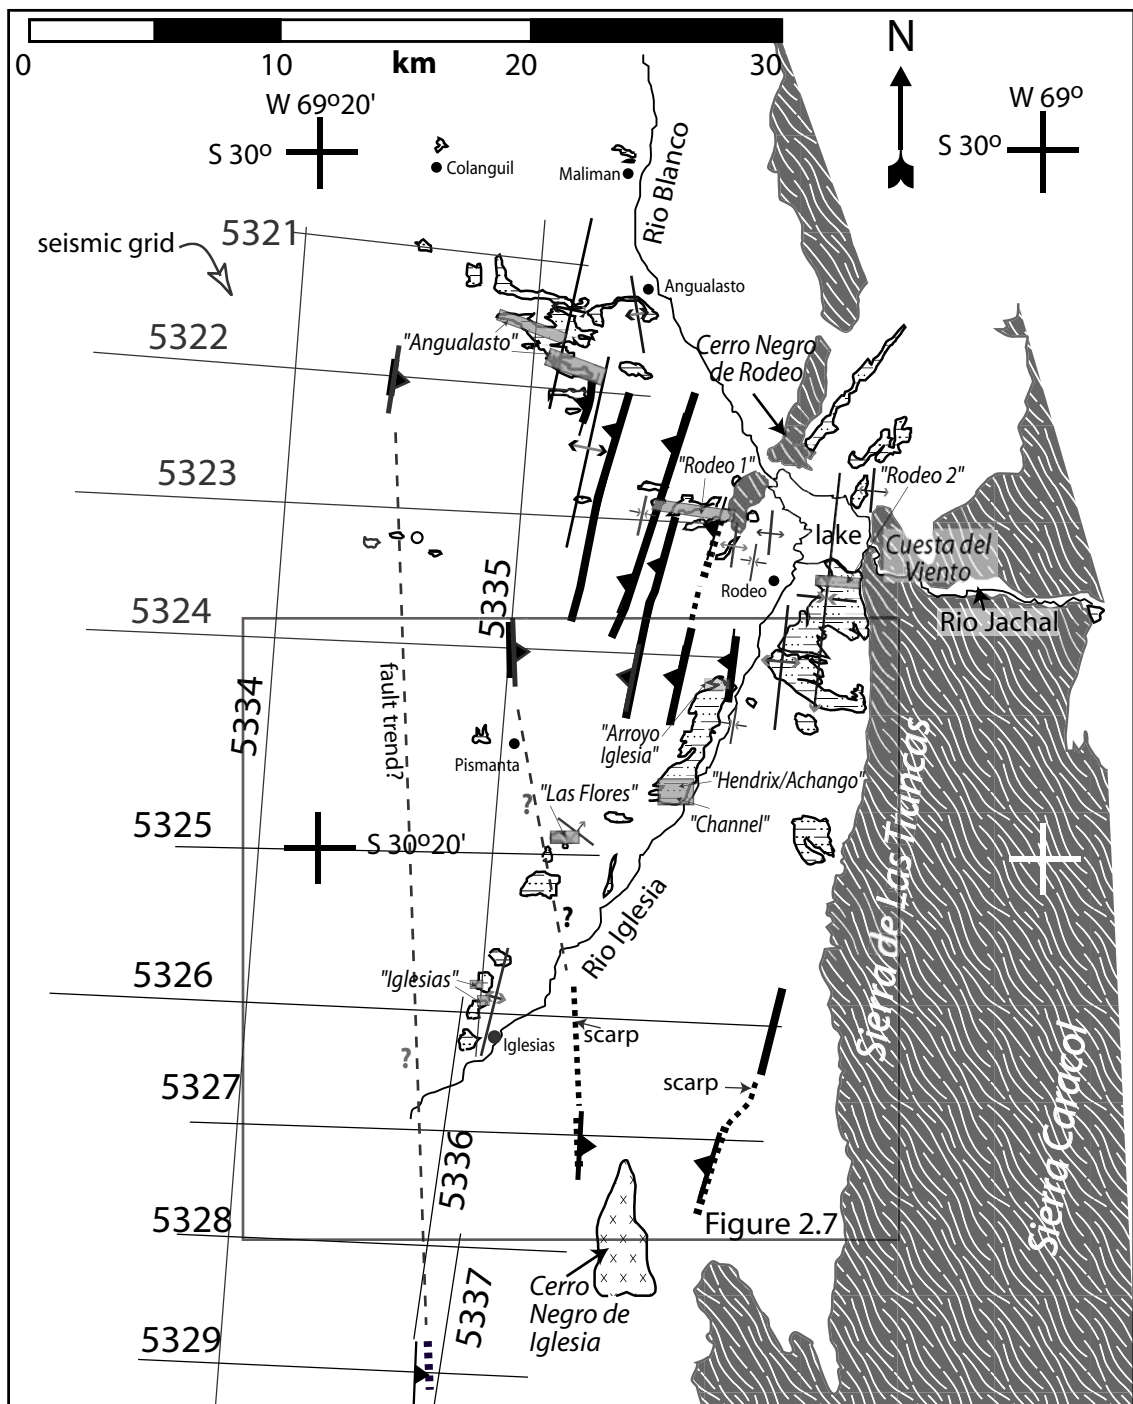 0
10
km
20
30
N
W 69º20'
W 69º
S 30º
S 30º
Colanguil
Maliman
Rio Blanco
5321
seismic grid
Angualasto
5322
"Angualasto"
Cerro Negro
de Rodeo
5323
"Rodeo 1"
"Rodeo 2"
lake
Cuesta del
Viento
Rodeo
5335
5324
Rio Jachal
fault trend?
5334
"Arroyo
Iglesia"
Pismanta
"Hendrix/Achango"
"Las Flores"
?
"Channel"
5325
S 30º20'
Sierra de Las Tiuncas
?
Rio Iglesia
5326
"Iglesias"
scarp
Iglesias
?
scarp
5327
Sierra Caracol
5336
5328
Figure 2.7
Cerro
Negro de
Iglesia
5337
5329